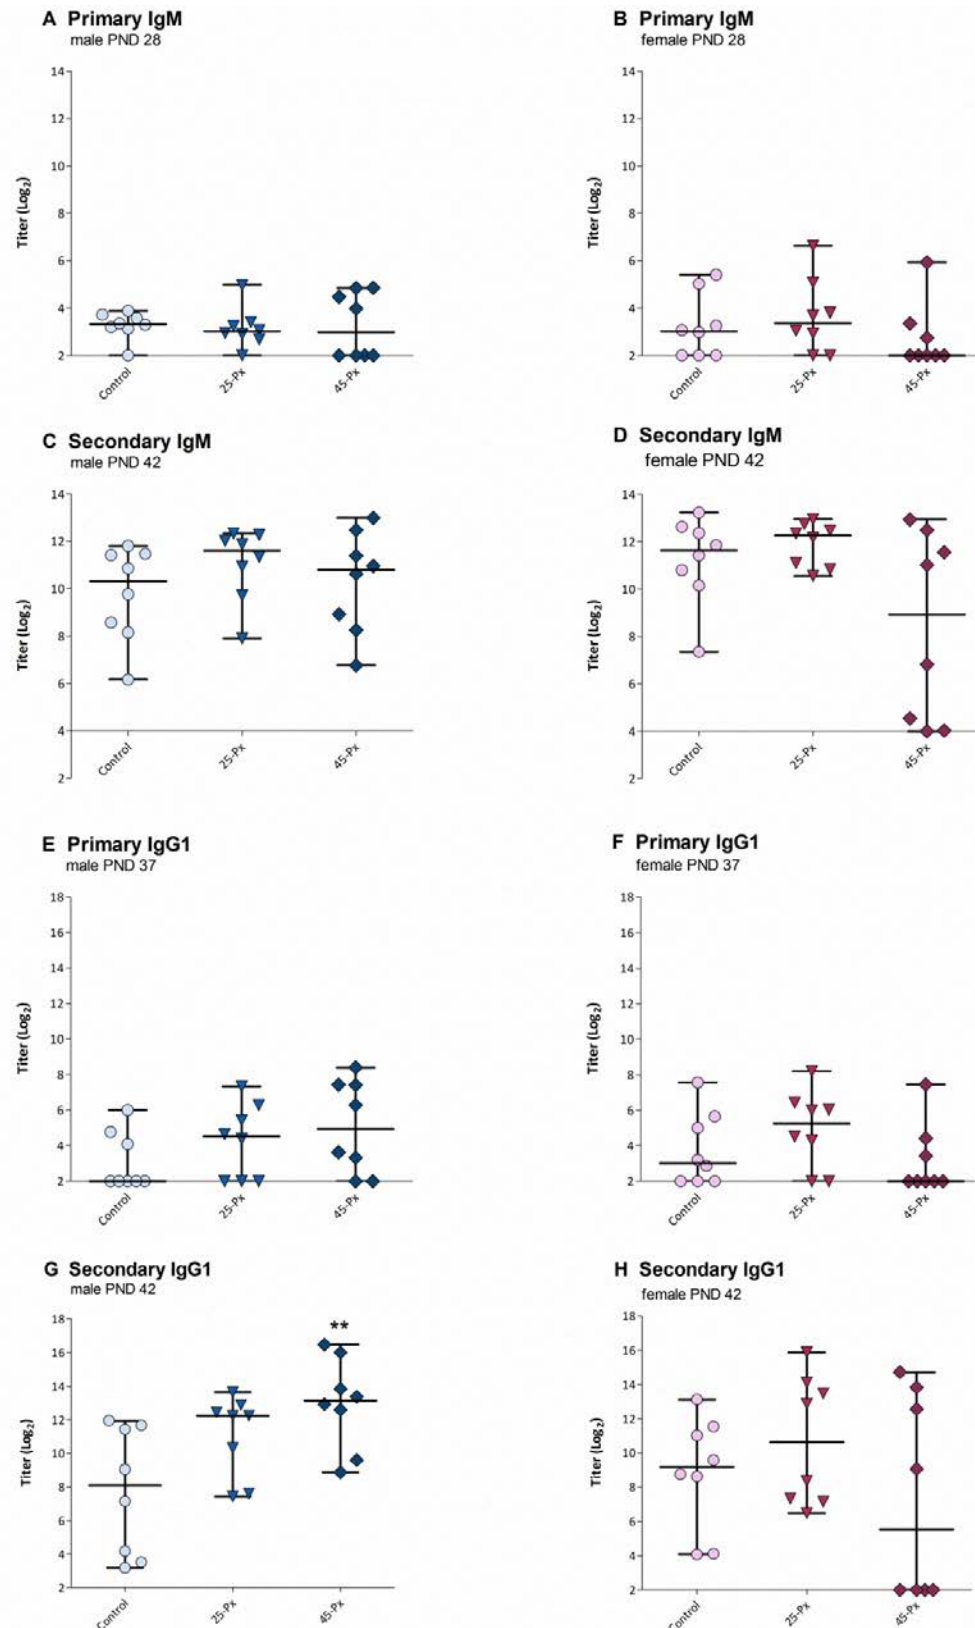 A Primary IgM
male PND 28
B Primary IgM
female PND 28
Titer (Log2)
14
10
8
6
4
2
Control
25-Px
45-Px
Titer (Log2)
14
10
8
6
4
2
Control
25-Px
45-Px
C Secondary IgM
male PND 42
D Secondary IgM
female PND 42
Titer (Log2)
14
12
10
8
6
4
2
Control
25-Px
45-Px
Titer (Log2)
14
12
10
8
6
4
2
Control
25-Px
45-Px
E Primary IgG1
male PND 37
F Primary IgG1
female PND 37
Titer (Log2)
18
16
14
12
10
8
6
4
2
Control
25-Px
45-Px
Titer (Log2)
18
16
14
12
10
8
6
4
2
Control
25-Px
45-Px
G Secondary IgG1
male PND 42
H Secondary IgG1
female PND 42
Titer (Log2)
18
16
14
12
10
8
6
4
2
**
Control
25-Px
45-Px
Titer (Log2)
18
16
14
12
10
8
6
4
2
Control
25-Px
45-Px